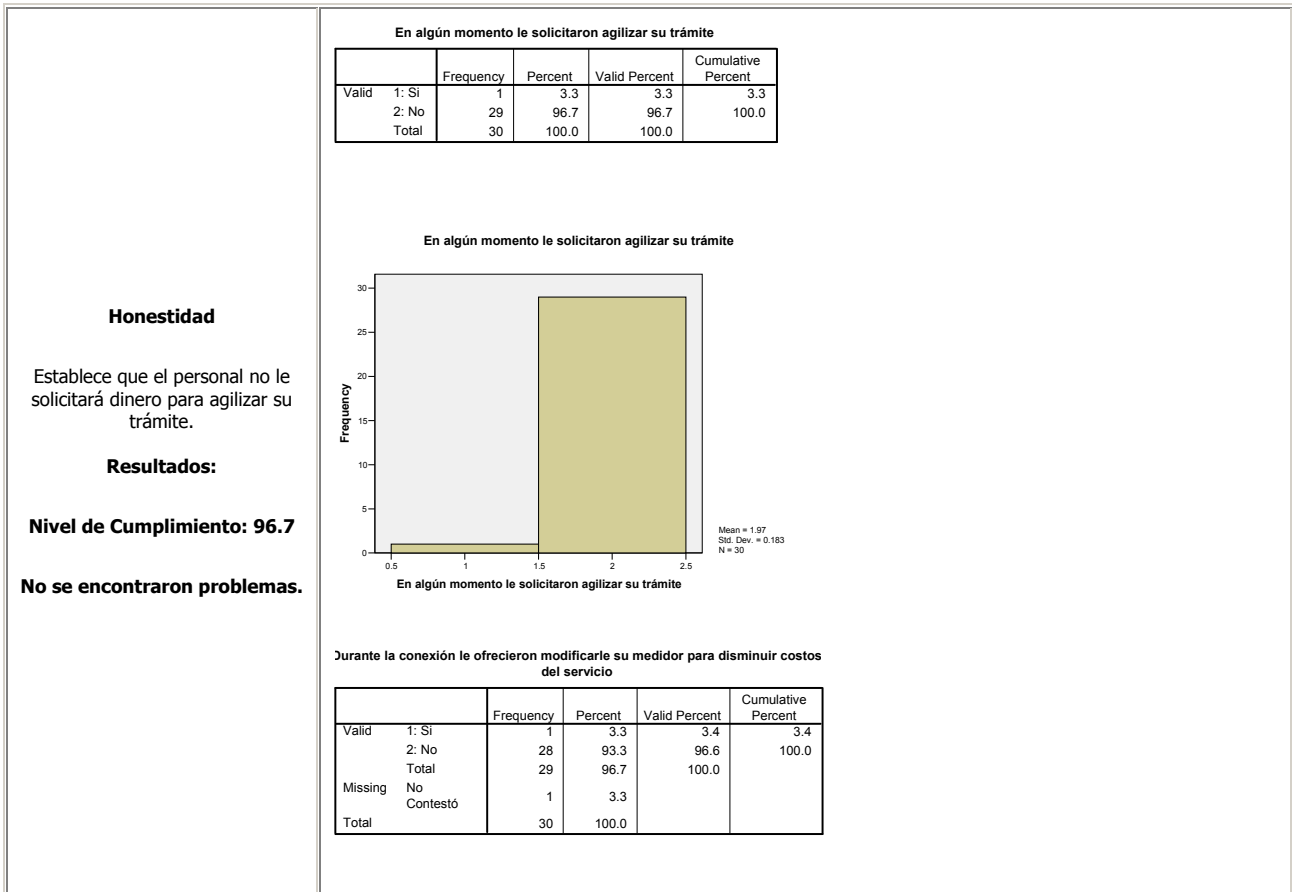 Honestidad
Establece que el personal no le
solicitará dinero para agilizar su
trámite.
Resultados:
Nivel de Cumplimiento: 96.7
No se encontraron problemas.
En algún momento le solicitaron agilizar su trámite
Frequency Percent Valid Percent Cumulative Percent
Valid 1: Si 1 3.3 3.3 3.3
2: No 29 96.7 96.7 100.0
Total 30 100.0 100.0
En algún momento le solicitaron agilizar su trámite
Frequency
30
25
20
15
10
5
0
0.5 1 1.5 2 2.5
En algún momento le solicitaron agilizar su trámite
Mean = 1.97
Std. Dev. = 0.183
N = 30
Durante la conexión le ofrecieron modificarle su medidor para disminuir costos
del servicio
Frequency Percent Valid Percent Cumulative Percent
Valid 1: Si 1 3.3 3.4 3.4
2: No 28 93.3 96.6 100.0
Total 29 96.7 100.0
Missing No Contestó 1 3.3
Total 30 100.0